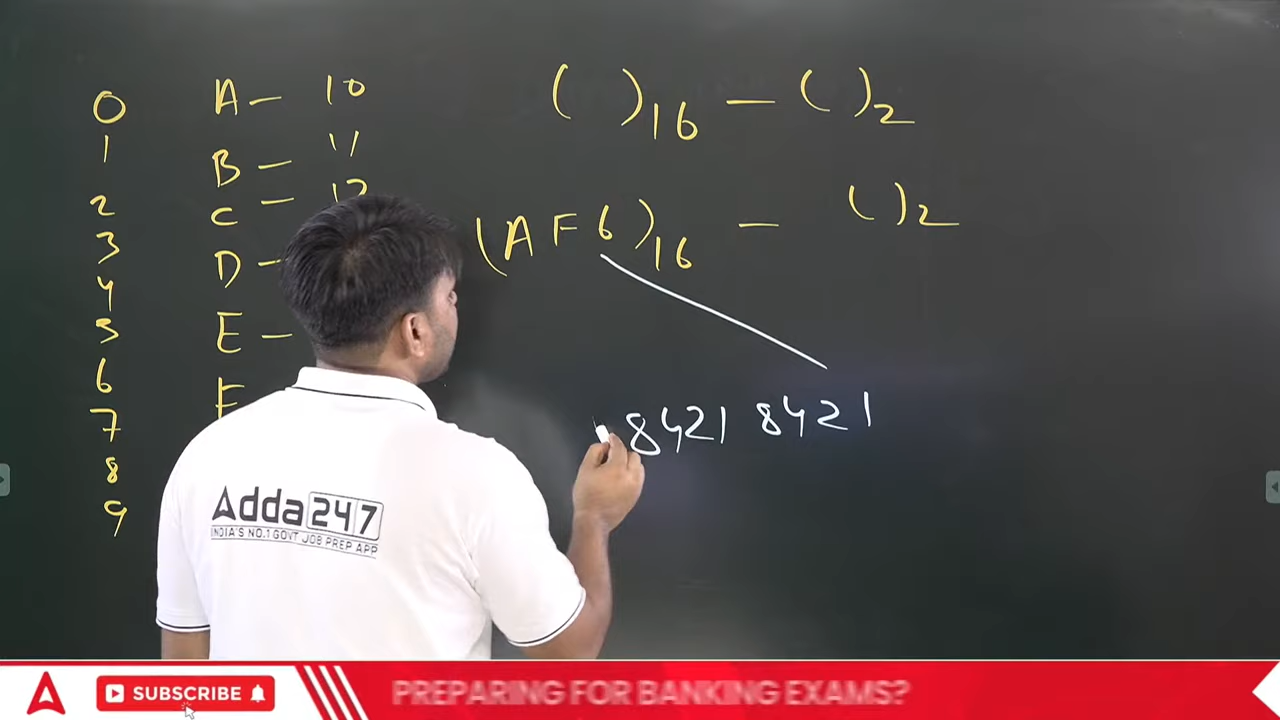 0 A - 10 ( )16 - ( )2
1 B - 11
2 C - 12
(AF6)16 - ( )2
3 D -
4
5 E -
6 F
7 8421 8421
8
9
Adda247
INDIA'S NO.1 GOVT JOB PREP APP
SUBSCRIBE
PREPARING FOR BANKING EXAMS?